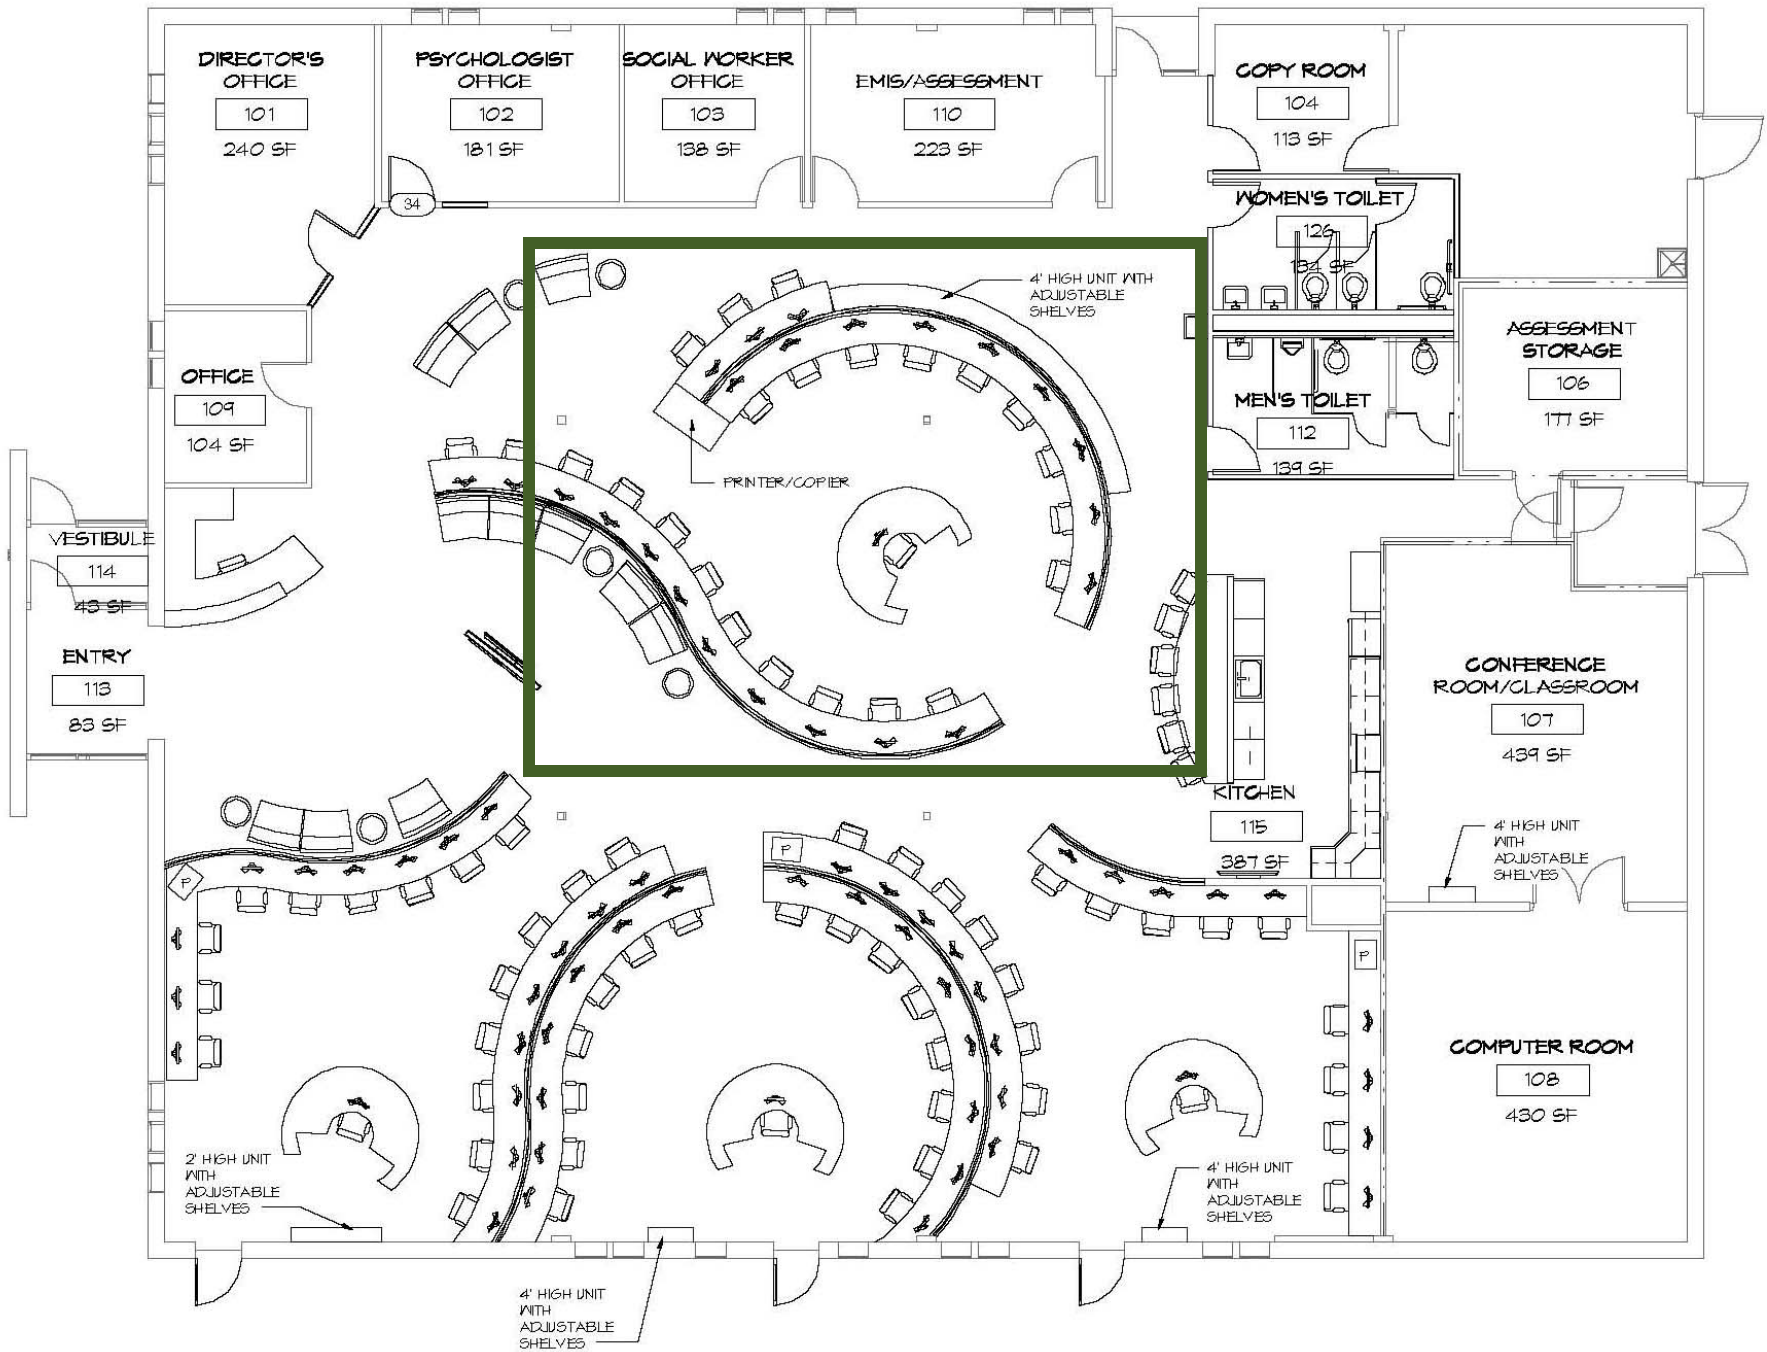 DIRECTOR'S
OFFICE
101
240 SF
PSYCHOLOGIST
OFFICE
102
181 SF
34
SOCIAL WORKER
OFFICE
103
138 SF
EMIS/ASSESSMENT
110
223 SF
COPY ROOM
104
113 SF
WOMEN'S TOILET
126
134 SF
4' HIGH UNIT WITH
ADJUSTABLE
SHELVES
ASSESSMENT
STORAGE
106
177 SF
OFFICE
109
104 SF
MEN'S TOILET
112
139 SF
PRINTER/COPIER
VESTIBULE
114
43 SF
ENTRY
113
83 SF
CONFERENCE
ROOM/CLASSROOM
107
439 SF
KITCHEN
115
387 SF
4' HIGH UNIT
WITH
ADJUSTABLE
SHELVES
P
P
P
COMPUTER ROOM
108
430 SF
2' HIGH UNIT
WITH
ADJUSTABLE
SHELVES
4' HIGH UNIT
WITH
ADJUSTABLE
SHELVES
4' HIGH UNIT
WITH
ADJUSTABLE
SHELVES